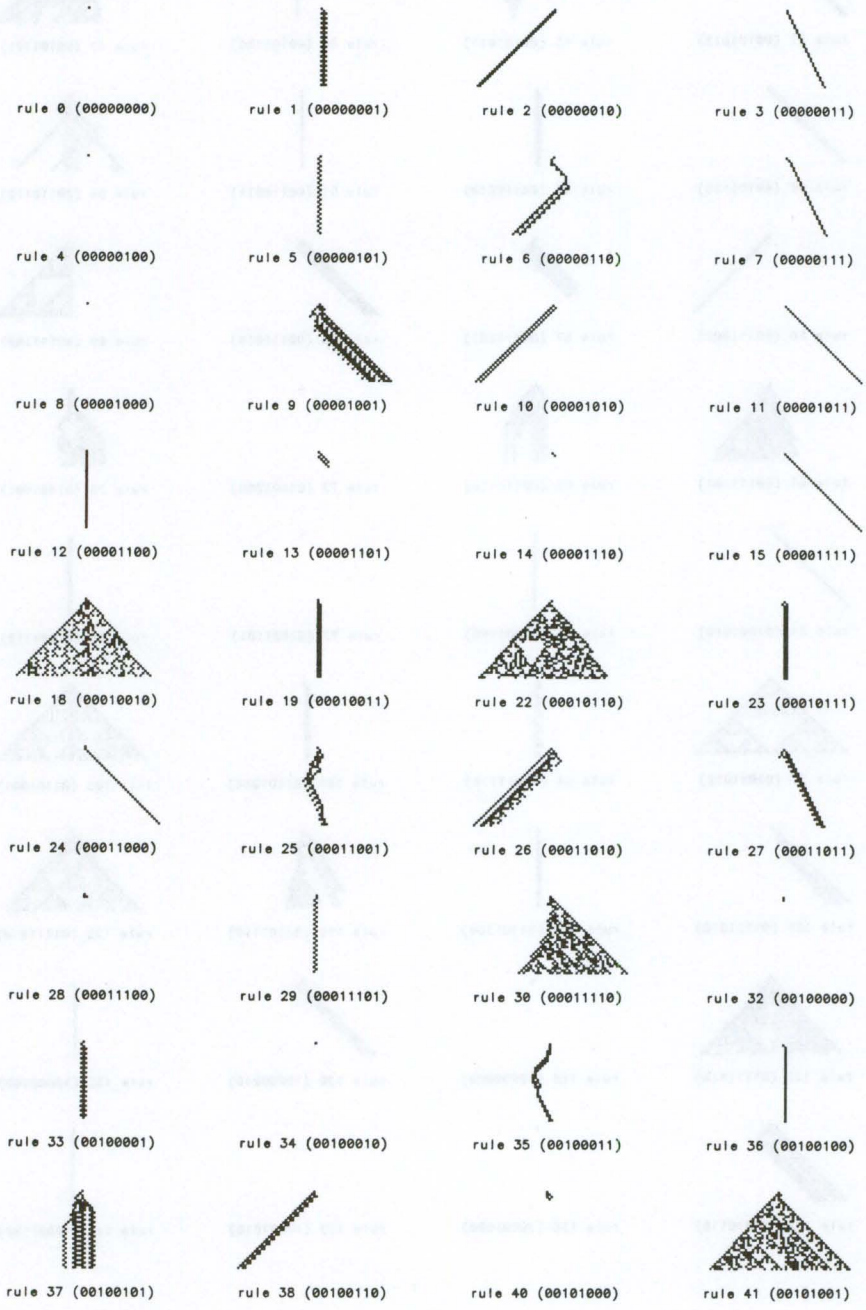 rule 0 (00000000) rule 1 (00000001) rule 2 (00000010) rule 3 (00000011)
rule 4 (00000100) rule 5 (00000101) rule 6 (00000110) rule 7 (00000111)
rule 8 (00001000) rule 9 (00001001) rule 10 (00001010) rule 11 (00001011)
rule 12 (00001100) rule 13 (00001101) rule 14 (00001110) rule 15 (00001111)
rule 18 (00010010) rule 19 (00010011) rule 22 (00010110) rule 23 (00010111)
rule 24 (00011000) rule 25 (00011001) rule 26 (00011010) rule 27 (00011011)
rule 28 (00011100) rule 29 (00011101) rule 30 (00011110) rule 32 (00100000)
rule 33 (00100001) rule 34 (00100010) rule 35 (00100011) rule 36 (00100100)
rule 37 (00100101) rule 38 (00100110) rule 40 (00101000) rule 41 (00101001)